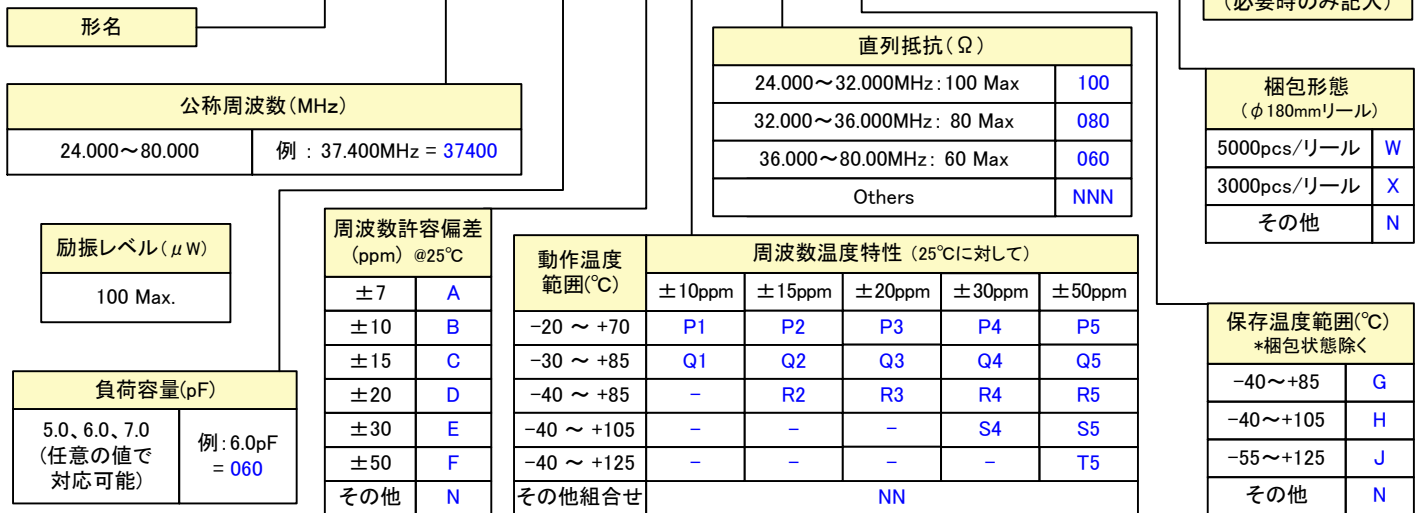 (必要時のみ記入)
形名
公称周波数(MHz)
24.000~80.000 例 : 37.400MHz = 37400
励振レベル(μW)
100 Max.
負荷容量(pF)
5.0、6.0、7.0
(任意の値で
対応可能)
例:6.0pF
= 060
周波数許容偏差
(ppm) @25℃
±7 A
±10 B
±15 C
±20 D
±30 E
±50 F
その他 N
直列抵抗(Ω)
24.000~32.000MHz:100 Max 100
32.000~36.000MHz: 80 Max 080
36.000~80.00MHz: 60 Max 060
Others NNN
動作温度
範囲(℃)
周波数温度特性 (25℃に対して)
±10ppm ±15ppm ±20ppm ±30ppm ±50ppm
-20 ~ +70 P1 P2 P3 P4 P5
-30 ~ +85 Q1 Q2 Q3 Q4 Q5
-40 ~ +85 - R2 R3 R4 R5
-40 ~ +105 - - - S4 S5
-40 ~ +125 - - - - T5
その他組合せ NN
梱包形態
(φ180mmリール)
5000pcs/リール W
3000pcs/リール X
その他 N
保存温度範囲(℃)
*梱包状態除く
-40~+85 G
-40~+105 H
-55~+125 J
その他 N